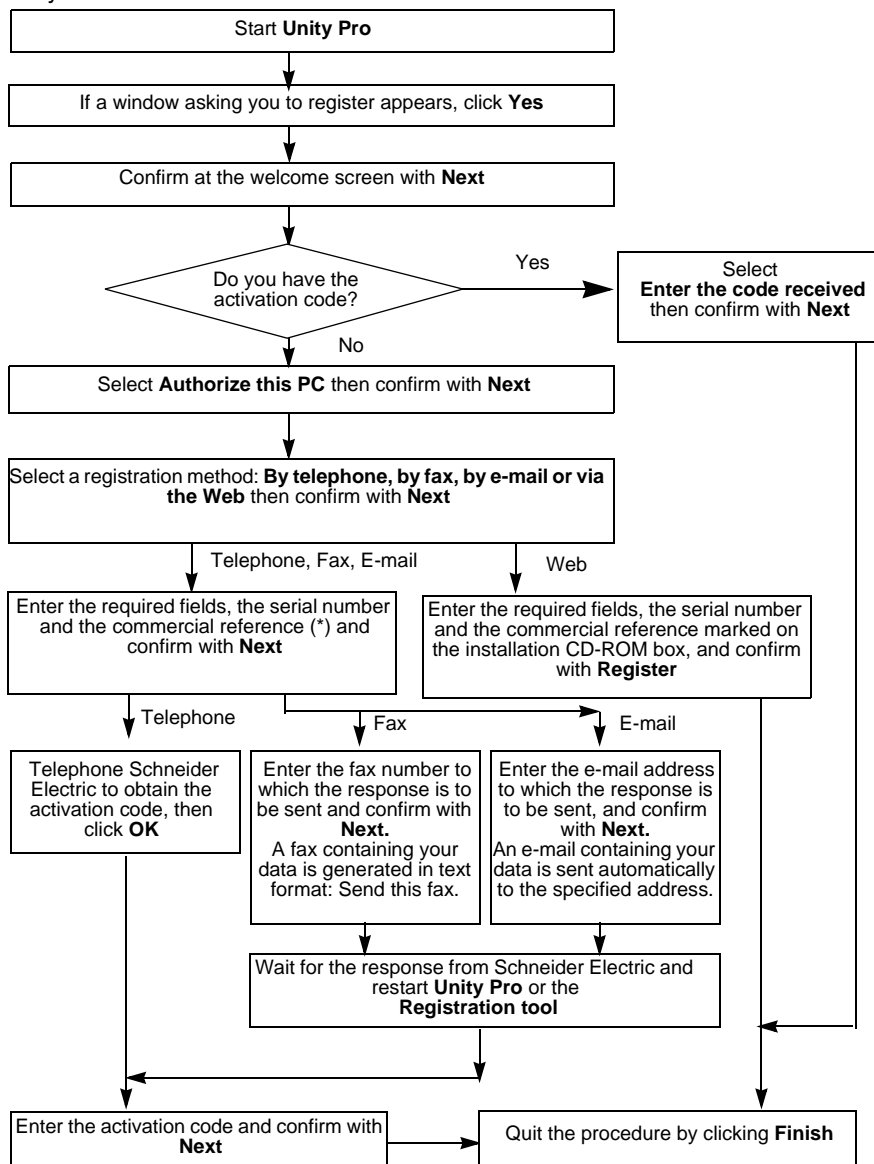 Start Unity Pro
If a window asking you to register appears, click Yes
Confirm at the welcome screen with Next
Do you have the
activation code?
Yes
Select
Enter the code received
then confirm with Next
No
Select Authorize this PC then confirm with Next
Select a registration method: By telephone, by fax, by e-mail or via
the Web then confirm with Next
Telephone, Fax, E-mail
Web
Enter the required fields, the serial number
and the commercial reference (*) and
confirm with Next
Enter the required fields, the serial number
and the commercial reference marked on
the installation CD-ROM box, and confirm
with Register
Telephone
Fax
E-mail
Telephone Schneider
Electric to obtain the
activation code, then
click OK
Enter the fax number to
which the response is to
be sent and confirm with
Next.
A fax containing your
data is generated in text
format: Send this fax.
Enter the e-mail address
to which the response is
to be sent, and confirm
with Next.
An e-mail containing your
data is sent automatically
to the specified address.
Wait for the response from Schneider Electric and
restart Unity Pro or the
Registration tool
Enter the activation code and confirm with
Next
Quit the procedure by clicking Finish